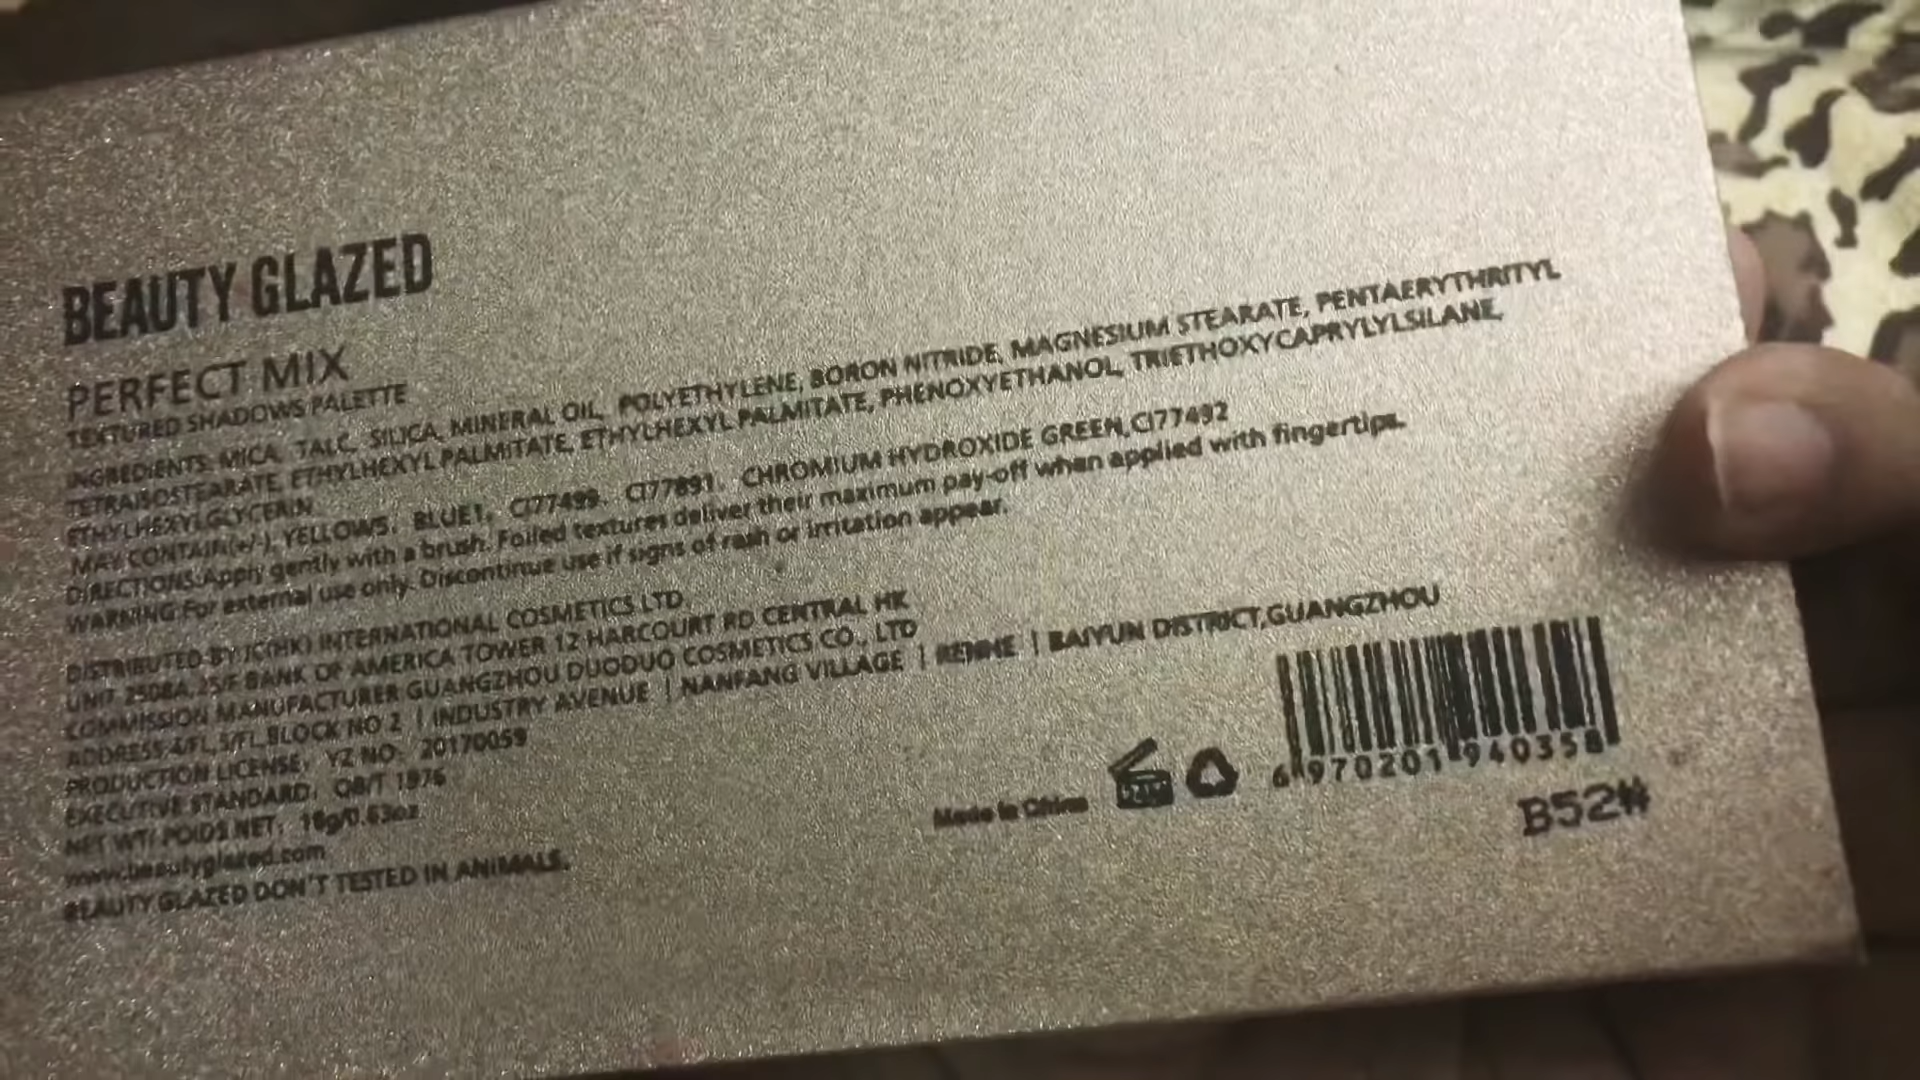 BEAUTY GLAZED
PERFECT MIX
TEXTURED SHADOWS PALETTE
INGREDIENTS: MICA, TALC, SILICA, MINERAL OIL, POLYETHYLENE, BORON NITRIDE, MAGNESIUM STEARATE, PENTAERYTHRITYL
TETRAISOSTEARATE, ETHYLHEXYL PALMITATE, ETHYLHEXYL PALMITATE, PHENOXYETHANOL, TRIETHOXYCAPRYLYLSILANE,
ETHYLHEXYLGLYCERIN
MAY CONTAIN(+/-), YELLOW5, BLUE1, CI77499, CI77891, CHROMIUM HYDROXIDE GREEN,CI77492
DIRECTIONS:Apply gently with a brush. Foiled textures deliver their maximum pay-off when applied with fingertips.
WARNING:For external use only. Discontinue use if signs of rash or irritation appear.
DISTRIBUTED BY:JC(HK) INTERNATIONAL COSMETICS LTD.
UNIT 2508A,25/F BANK OF AMERICA TOWER 12 HARCOURT RD CENTRAL HK
COMMISSION MANUFACTURER GUANGZHOU DUODUO COSMETICS CO., LTD
ADDRESS:4/FL,5/FL,BLOCK NO 2 | INDUSTRY AVENUE | NANFANG VILLAGE | RENHE | BAIYUN DISTRICT,GUANGZHOU
PRODUCTION LICENSE: YZ NO: 20170059
EXECUTIVE STANDARD: QB/T 1976
NET WT/ POIDS NET: 18g/0.63oz
www.beautyglazed.com
BEAUTY GLAZED DON'T TESTED IN ANIMALS.
Made in China
24M
6 970201 940358
B52#